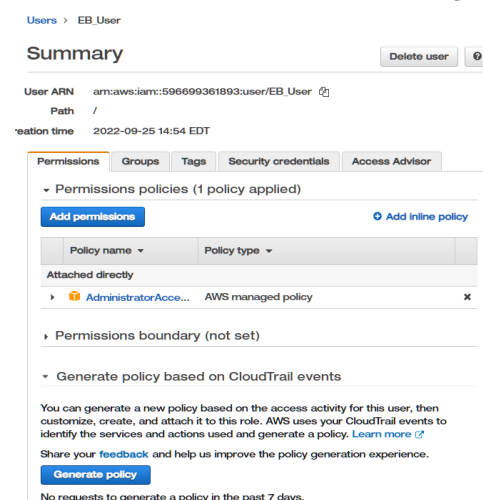 Users > EB_User
Summary
Delete user
User ARN arn:aws:iam::596699361893:user/EB_User
Path /
reation time 2022-09-25 14:54 EDT
Permissions Groups Tags Security credentials Access Advisor
Permissions policies (1 policy applied)
Add permissions Add inline policy
Policy name Policy type
Attached directly
AdministratorAcce... AWS managed policy
Permissions boundary (not set)
Generate policy based on CloudTrail events
You can generate a new policy based on the access activity for this user, then
customize, create, and attach it to this role. AWS uses your CloudTrail events to
identify the services and actions used and generate a policy. Learn more
Share your feedback and help us improve the policy generation experience.
Generate policy
No requests to generate a policy in the past 7 days.